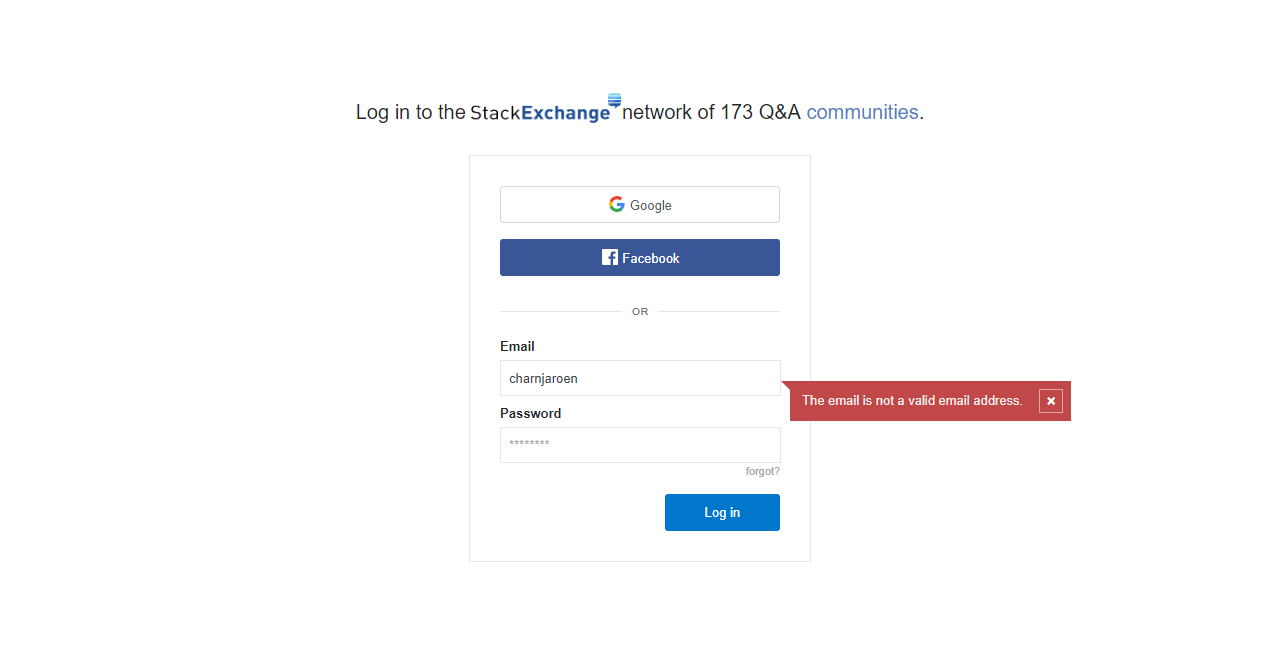 Log in to the StackExchange network of 173 Q&A communities.
Google
Facebook
OR
Email
charnjaroen
The email is not a valid email address.
Password
********
forgot?
Log in